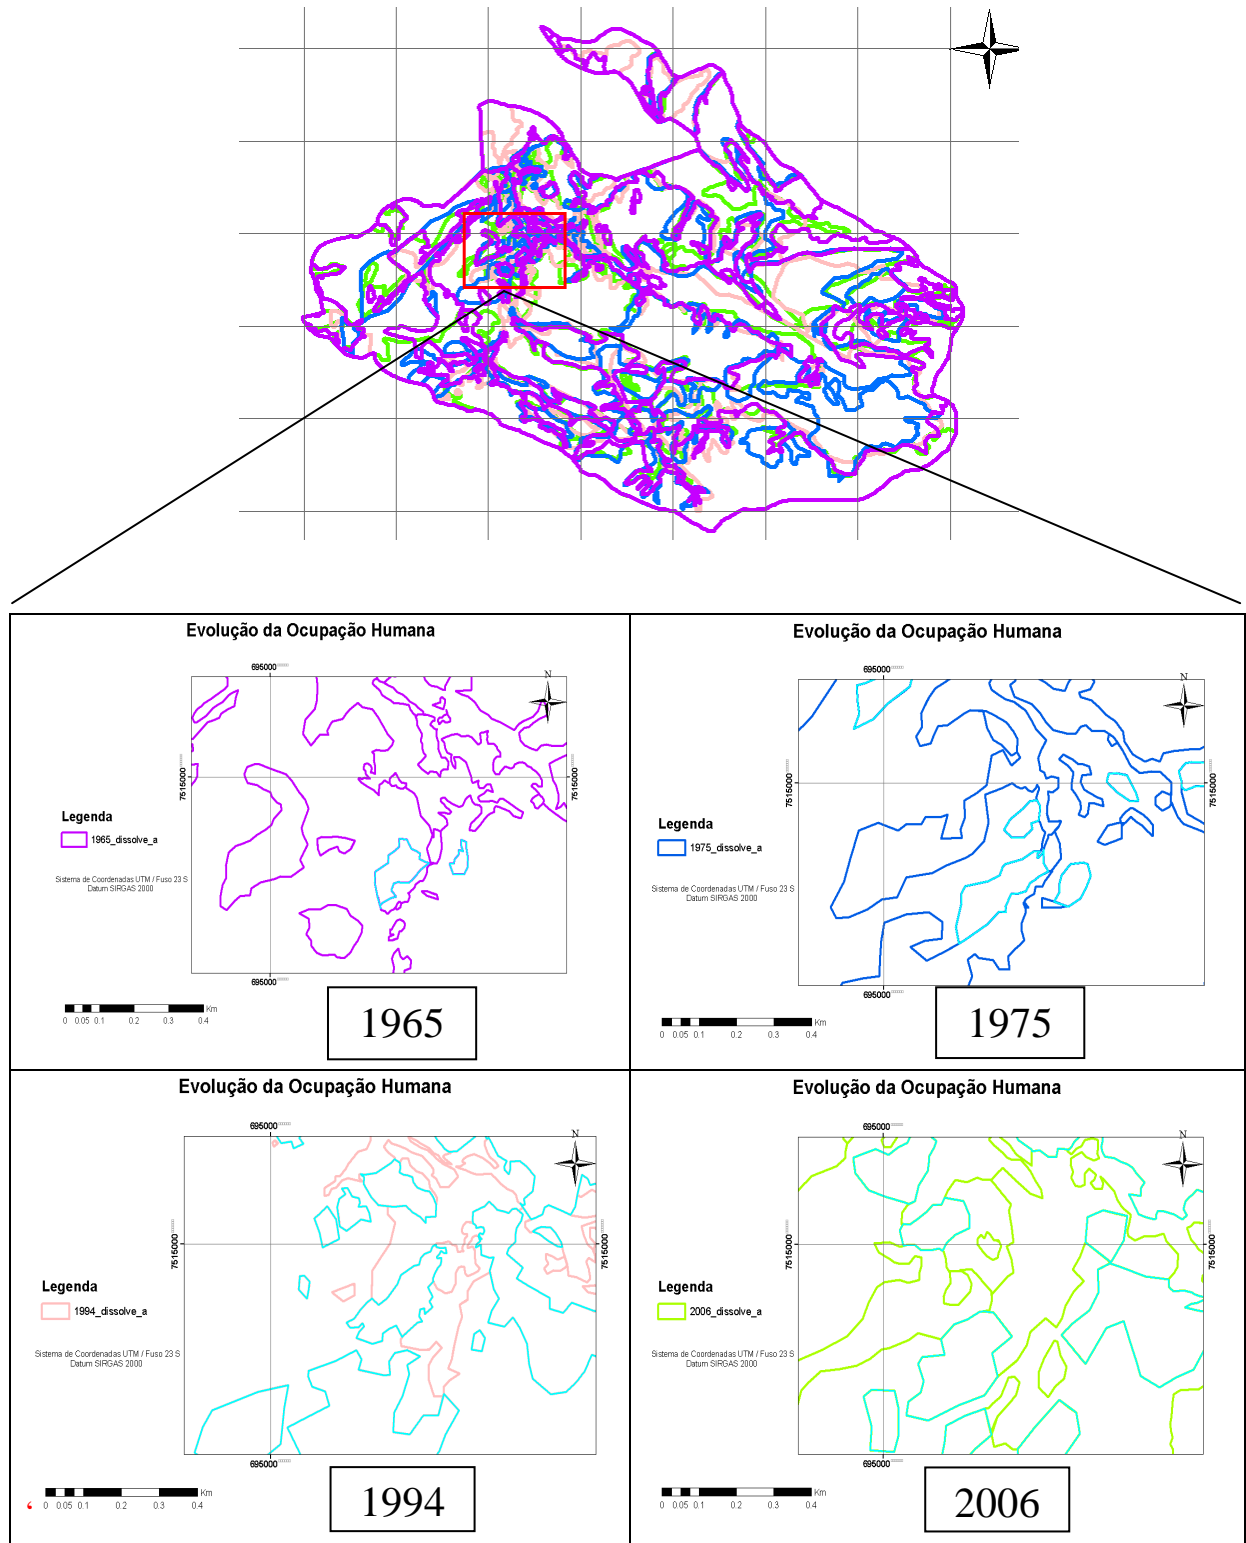 Evolução da Ocupação Humana
695000
N
7515000
7515000
Legenda
1965_dissolve_a
Sistema de Coordenadas UTM / Fuso 23 S
Datum SIRGAS 2000
695000
Km
0 0.05 0.1 0.2 0.3 0.4
1965
Evolução da Ocupação Humana
695000
N
7515000
7515000
Legenda
1975_dissolve_a
Sistema de Coordenadas UTM / Fuso 23 S
Datum SIRGAS 2000
695000
Km
0 0.05 0.1 0.2 0.3 0.4
1975
Evolução da Ocupação Humana
695000
N
7515000
7515000
Legenda
1994_dissolve_a
Sistema de Coordenadas UTM / Fuso 23 S
Datum SIRGAS 2000
695000
Km
0 0.05 0.1 0.2 0.3 0.4
1994
Evolução da Ocupação Humana
695000
N
7515000
7515000
Legenda
2006_dissolve_a
Sistema de Coordenadas UTM / Fuso 23 S
Datum SIRGAS 2000
695000
Km
0 0.05 0.1 0.2 0.3 0.4
2006